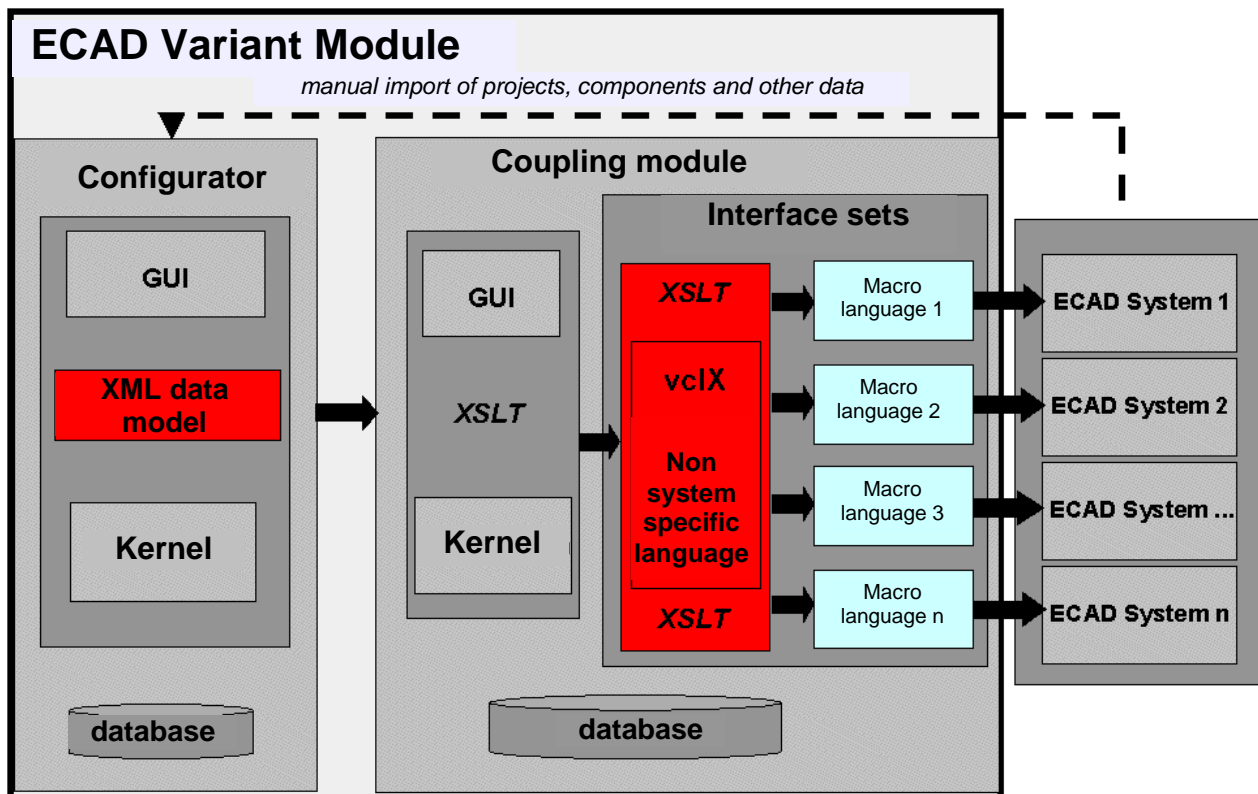 ECAD Variant Module
manual import of projects, components and other data
Configurator
GUI
XML data
model
Kernel
database
Coupling module
GUI
XSLT
Kernel
Interface sets
XSLT
vclX
Non
system
specific
language
XSLT
Macro
language 1
Macro
language 2
Macro
language 3
Macro
language n
database
ECAD System 1
ECAD System 2
ECAD System ...
ECAD System n